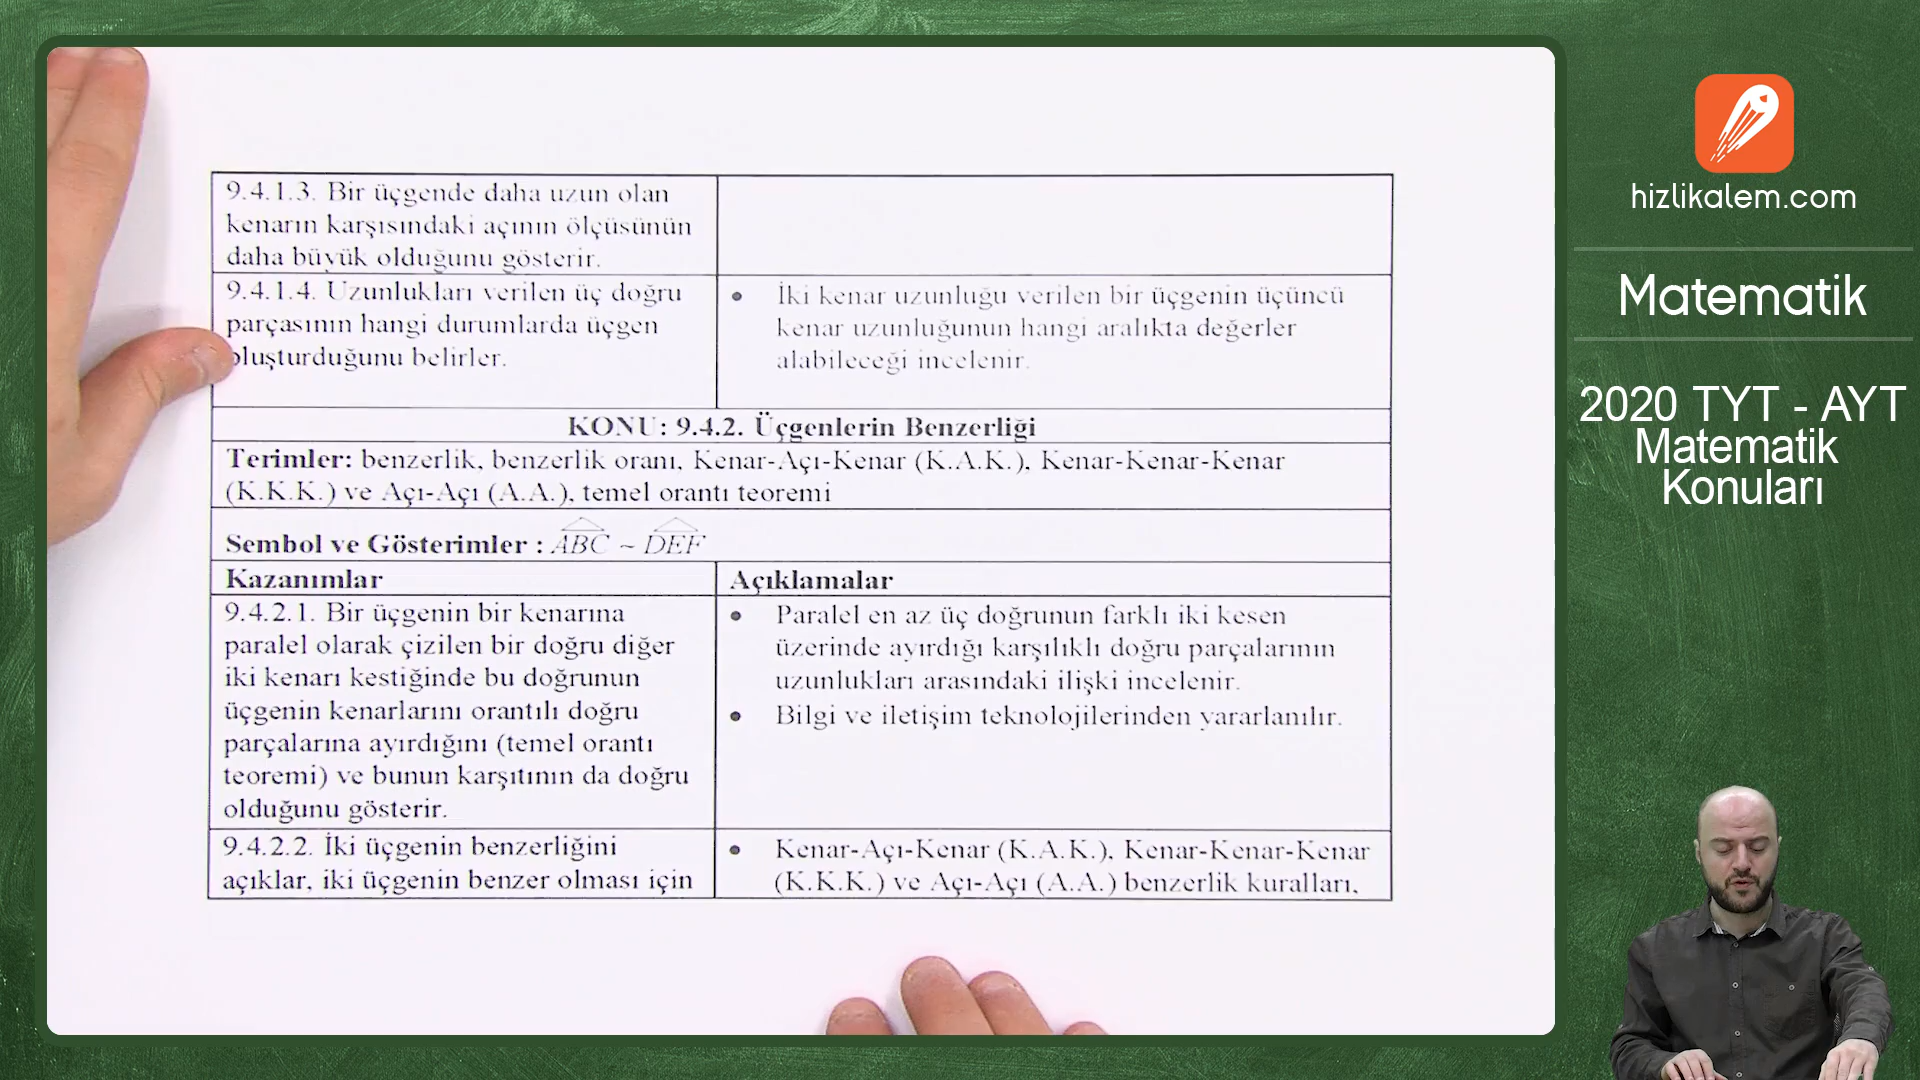 9.4.1.3. Bir üçgende daha uzun olan
kenarın karşısındaki açının ölçüsünün
daha büyük olduğunu gösterir.
9.4.1.4. Uzunlukları verilen üç doğru
parçasının hangi durumlarda üçgen
oluşturduğunu belirler.
• İki kenar uzunluğu verilen bir üçgenin üçüncü
kenar uzunluğunun hangi aralıkta değerler
alabileceği incelenir.
KONU: 9.4.2. Üçgenlerin Benzerliği
Terimler: benzerlik, benzerlik oranı, Kenar-Açı-Kenar (K.A.K.), Kenar-Kenar-Kenar
(K.K.K.) ve Açı-Açı (A.A.), temel orantı teoremi
Sembol ve Gösterimler : ABC ~ DEF
Kazanımlar
Açıklamalar
9.4.2.1. Bir üçgenin bir kenarına
paralel olarak çizilen bir doğru diğer
iki kenarı kestiğinde bu doğrunun
üçgenin kenarlarını orantılı doğru
parçalarına ayırdığını (temel orantı
teoremi) ve bunun karşıtının da doğru
olduğunu gösterir.
• Paralel en az üç doğrunun farklı iki kesen
üzerinde ayırdığı karşılıklı doğru parçalarının
uzunlukları arasındaki ilişki incelenir.
• Bilgi ve iletişim teknolojilerinden yararlanılır.
9.4.2.2. İki üçgenin benzerliğini
açıklar, iki üçgenin benzer olması için
• Kenar-Açı-Kenar (K.A.K.), Kenar-Kenar-Kenar
(K.K.K.) ve Açı-Açı (A.A.) benzerlik kuralları,
hizlikalem.com
Matematik
2020 TYT - AYT
Matematik
Konuları